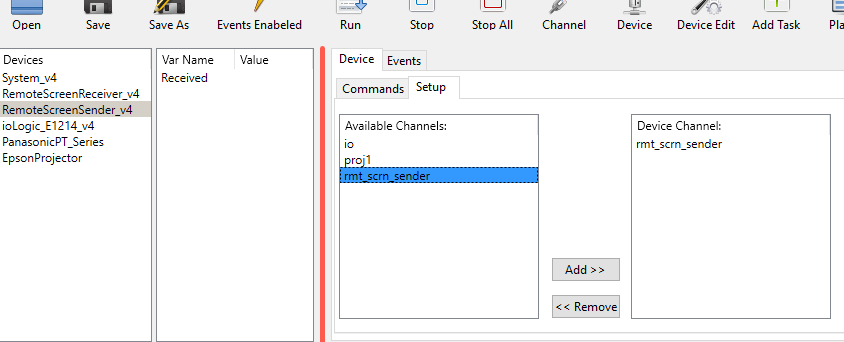 Open Save Save As Events Enabeled Run Stop Stop All Channel Device Device Edit Add Task
Devices
System_v4
RemoteScreenReceiver_v4
RemoteScreenSender_v4
ioLogic_E1214_v4
PanasonicPT_Series
EpsonProjector
Var Name Value
Received
Device Events
Commands Setup
Available Channels:
io
proj1
rmt_scrn_sender
Add >>
<< Remove
Device Channel:
rmt_scrn_sender